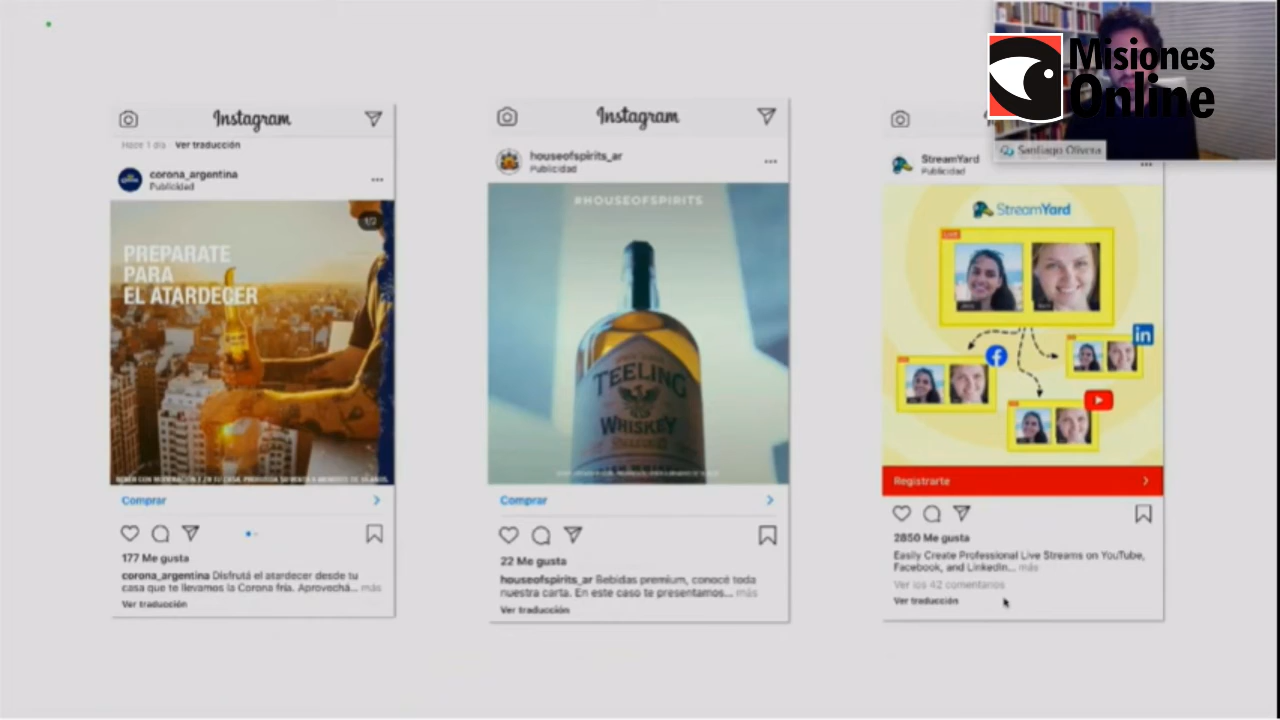 Misiones
Online
Santiago Olivera
Instagram
Hace 1 día Ver traducción
corona_argentina
Publicidad
1/2
PREPARATE
PARA
EL ATARDECER
Comprar
177 Me gusta
corona_argentina Disfrutá el atardecer desde tu
casa que te llevamos la Corona fría. Aprovechá... más
Ver traducción
Instagram
houseofspirits_ar
Publicidad
#HOUSEOFSPIRITS
TEELING
WHISKEY
Comprar
22 Me gusta
houseofspirits_ar Bebidas premium, conocé toda
nuestra carta. En este caso te presentamos... más
Ver traducción
StreamYard
Publicidad
StreamYard
LIVE
f
in
Registrarte
2850 Me gusta
Easily Create Professional Live Streams on YouTube,
Facebook, and LinkedIn... más
Ver los 42 comentarios
Ver traducción